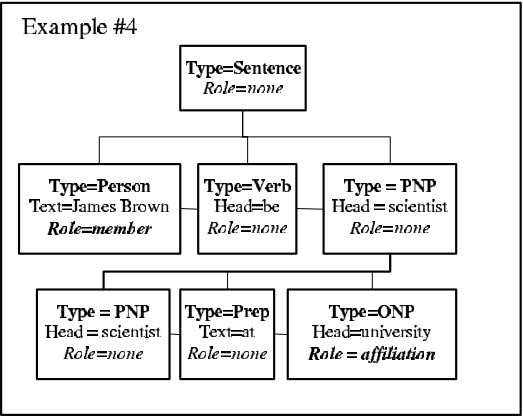 Example #4
Type=Sentence
Role=none
Type=Person
Text=James Brown
Role=member
Type=Verb
Head=be
Role=none
Type = PNP
Head = scientist
Role=none
Type = PNP
Head = scientist
Role=none
Type=Prep
Text=at
Role=none
Type=ONP
Head=university
Role = affiliation